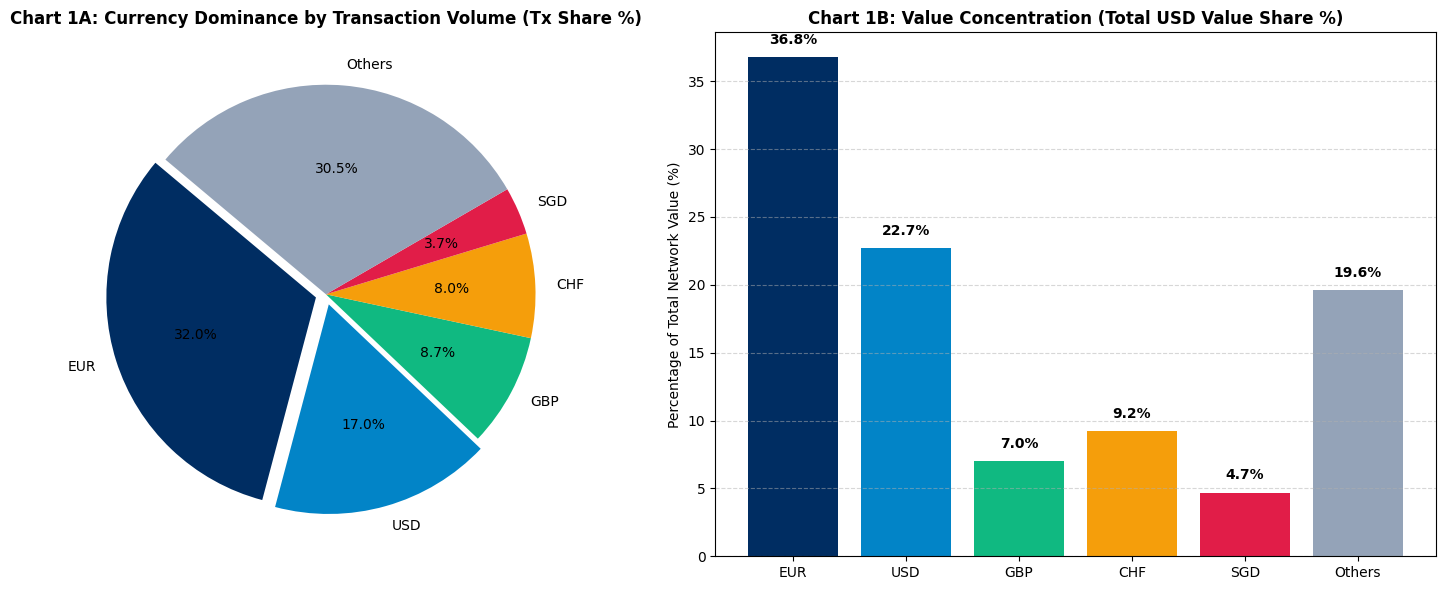 Chart 1A: Currency Dominance by Transaction Volume (Tx Share %)
Others
30.5%
SGD
3.7%
CHF
8.0%
32.0%
8.7%
EUR
GBP
17.0%
USD
Chart 1B: Value Concentration (Total USD Value Share %)
Percentage of Total Network Value (%)
35
30
25
20
15
10
5
0
36.8%
22.7%
7.0%
9.2%
4.7%
19.6%
EUR USD GBP CHF SGD Others